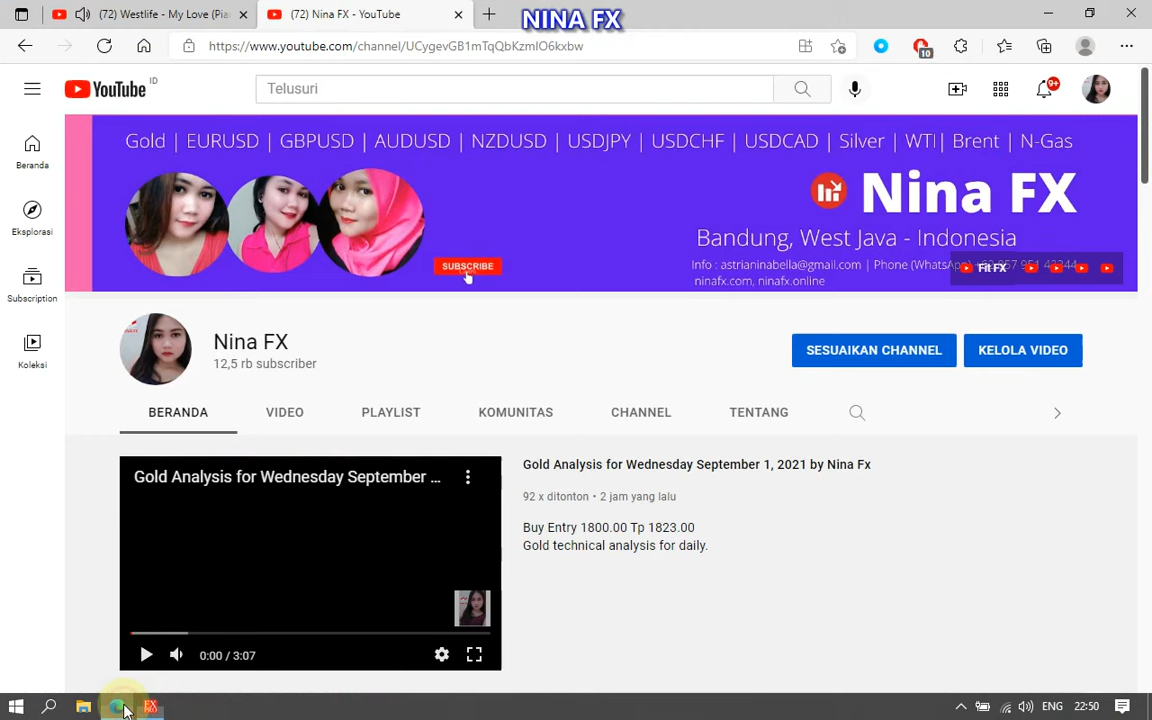 (72) Westlife - My Love (Pia
(72) Nina FX - YouTube
NINA FX
https://www.youtube.com/channel/UCygevGB1mTqQbKzmIO6kxbw
10
YouTube ID
Telusuri
9+
Beranda
Eksplorasi
Subscription
Koleksi
Gold | EURUSD | GBPUSD | AUDUSD | NZDUSD | USDJPY | USDCHF | USDCAD | Silver | WTI | Brent | N-Gas
Nina FX
Bandung, West Java - Indonesia
Info : astrianinabella@gmail.com | Phone (WhatsApp)
ninafx.com, ninafx.online
Fit FX
SUBSCRIBE
Nina FX
12,5 rb subscriber
SESUAIKAN CHANNEL
KELOLA VIDEO
BERANDA
VIDEO
PLAYLIST
KOMUNITAS
CHANNEL
TENTANG
Gold Analysis for Wednesday September ...
0:00 / 3:07
Gold Analysis for Wednesday September 1, 2021 by Nina Fx
92 x ditonton • 2 jam yang lalu
Buy Entry 1800.00 Tp 1823.00
Gold technical analysis for daily.
ENG
22:50